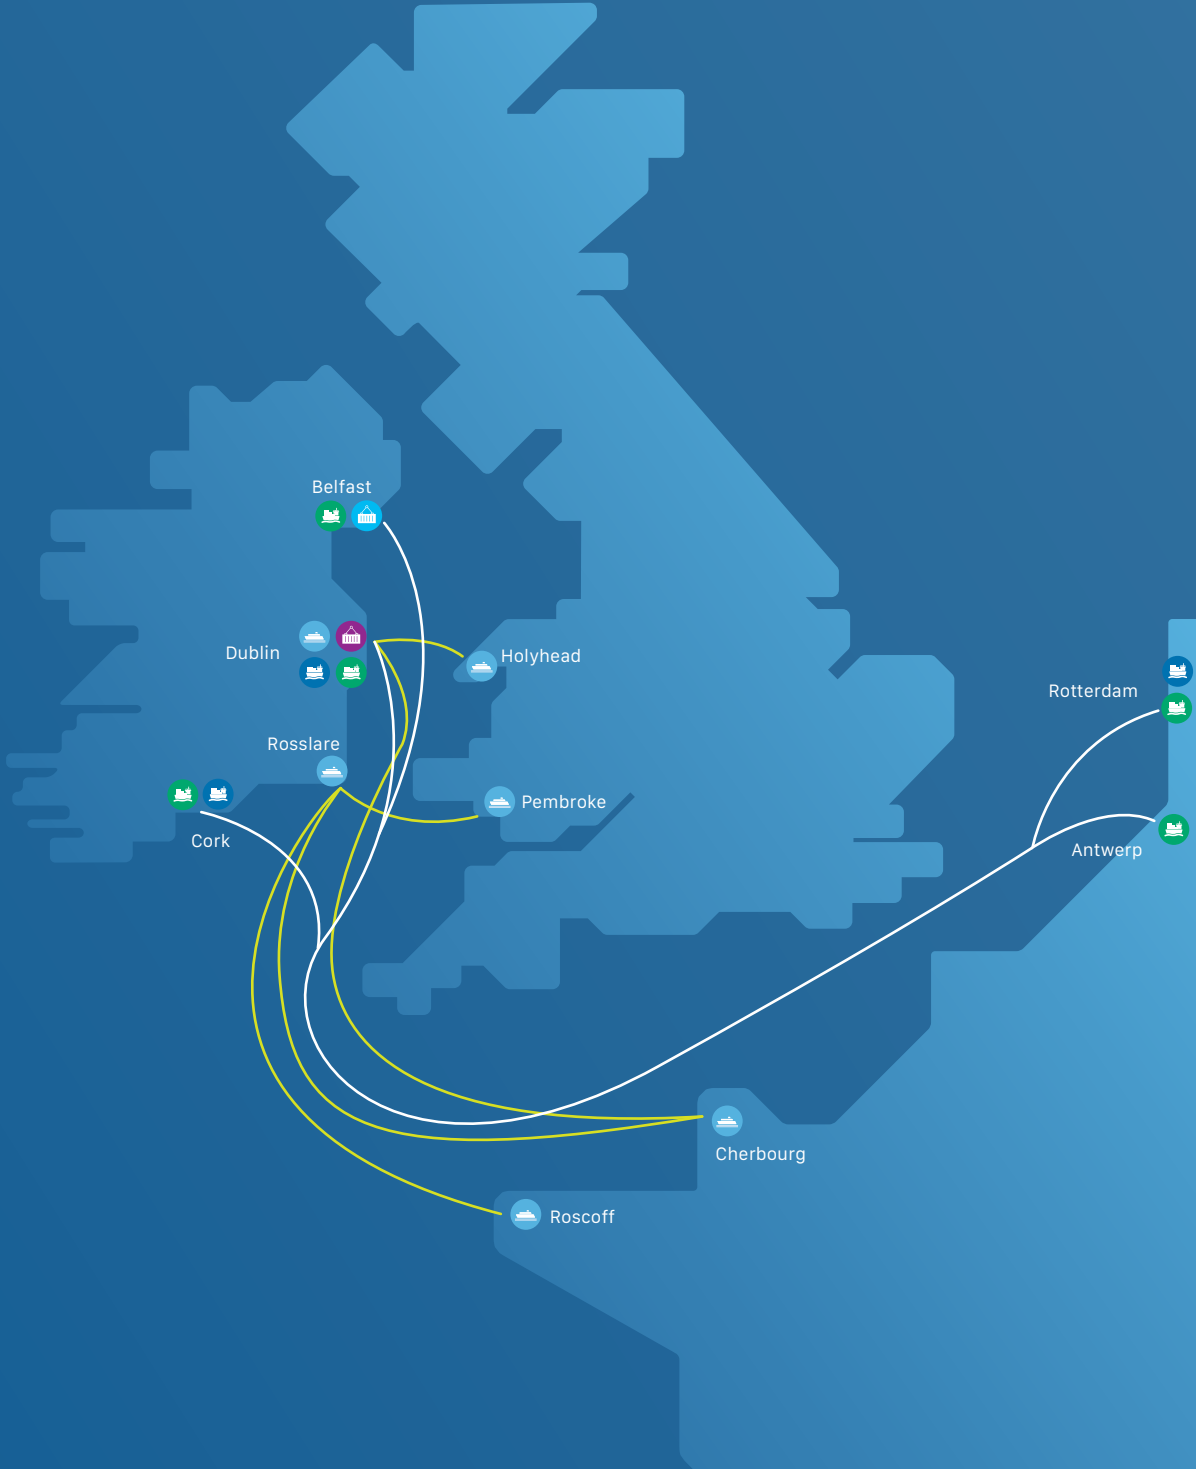 Belfast
Dublin
Holyhead
Rotterdam
Rosslare
Pembroke
Cork
Antwerp
Cherbourg
Roscoff